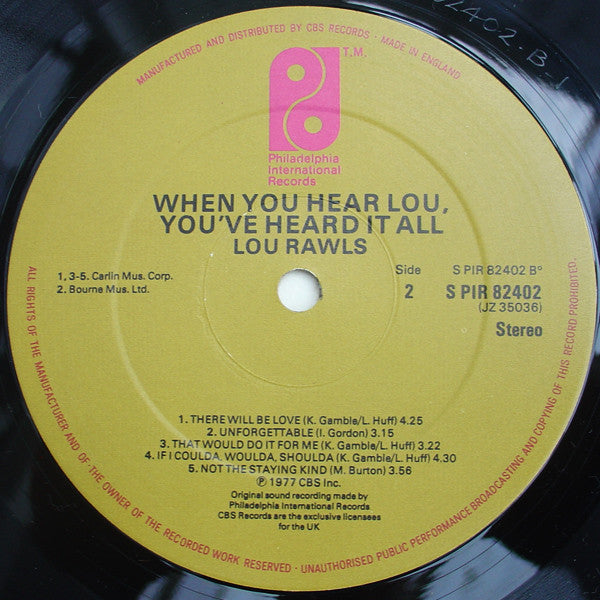 82402.B-1
MANUFACTURED AND DISTRIBUTED BY CBS RECORDS · MADE IN ENGLAND
T.M.
Philadelphia
International
Records
WHEN YOU HEAR LOU,
YOU'VE HEARD IT ALL
LOU RAWLS
1, 3-5. Carlin Mus. Corp.
2. Bourne Mus. Ltd.
Side
2
S PIR 82402 B°
S PIR 82402
(JZ 35036)
Stereo
1. THERE WILL BE LOVE (K. Gamble/L. Huff) 4.25
2. UNFORGETTABLE (I. Gordon) 3.15
3. THAT WOULD DO IT FOR ME (K. Gamble/L. Huff) 3.22
4. IF I COULDA, WOULDA, SHOULDA (K. Gamble/L. Huff) 4.30
5. NOT THE STAYING KIND (M. Burton) 3.56
℗ 1977 CBS Inc.
Original sound recording made by
Philadelphia International Records
CBS Records are the exclusive licensees
for the UK
ALL RIGHTS OF THE MANUFACTURER AND OF THE OWNER OF THE RECORDED WORK RESERVED · UNAUTHORISED PUBLIC PERFORMANCE BROADCASTING AND COPYING OF THIS RECORD PROHIBITED.